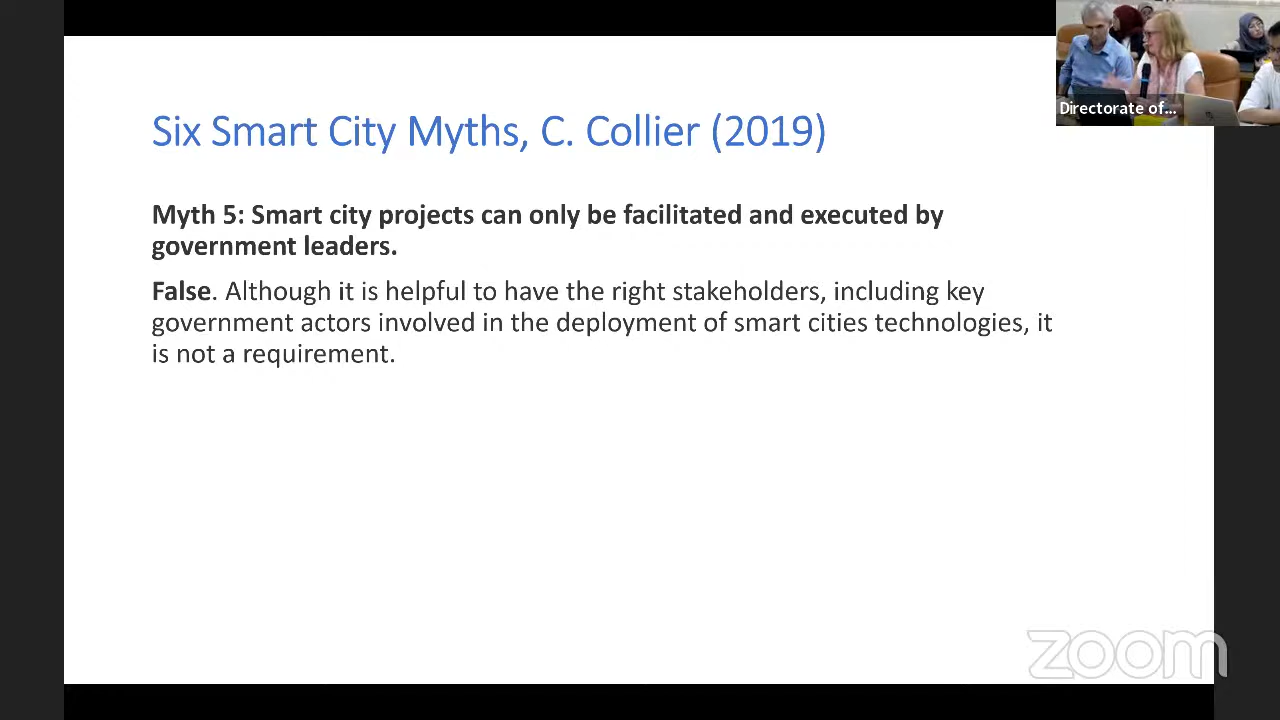 Directorate of...
Six Smart City Myths, C. Collier (2019)
Myth 5: Smart city projects can only be facilitated and executed by
government leaders.
False. Although it is helpful to have the right stakeholders, including key
government actors involved in the deployment of smart cities technologies, it
is not a requirement.
zoom